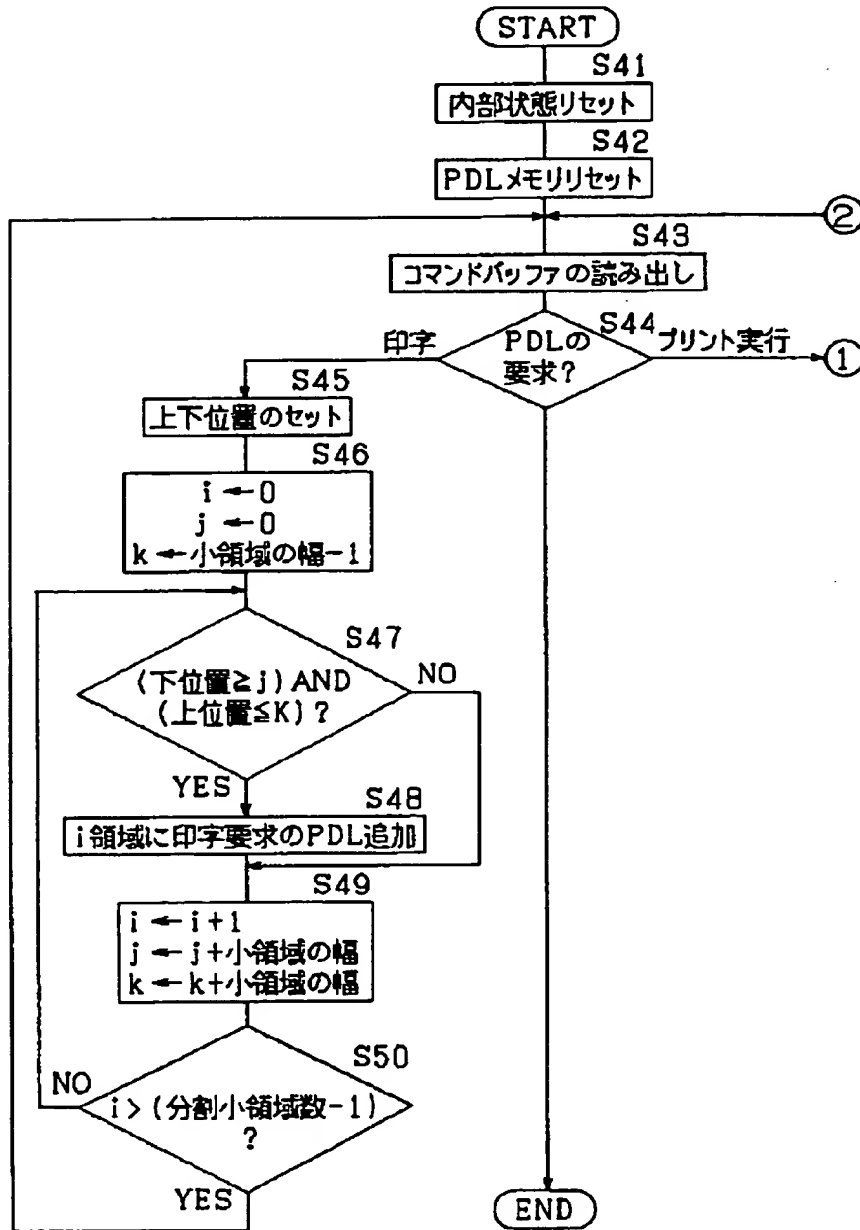 START
S41
内部状態リセット
S42
PDLメモリリセット
②
S43
コマンドバッファの読み出し
S44
印字
PDLの
要求?
プリント実行
①
S45
上下位置のセット
S46
i←0
j←0
k←小領域の幅-1
S47
(下位置≧j)AND
(上位置≦K)?
NO
YES
S48
i領域に印字要求のPDL追加
S49
i←i+1
j←j+小領域の幅
k←k+小領域の幅
S50
NO
i>(分割小領域数-1)
?
YES
END